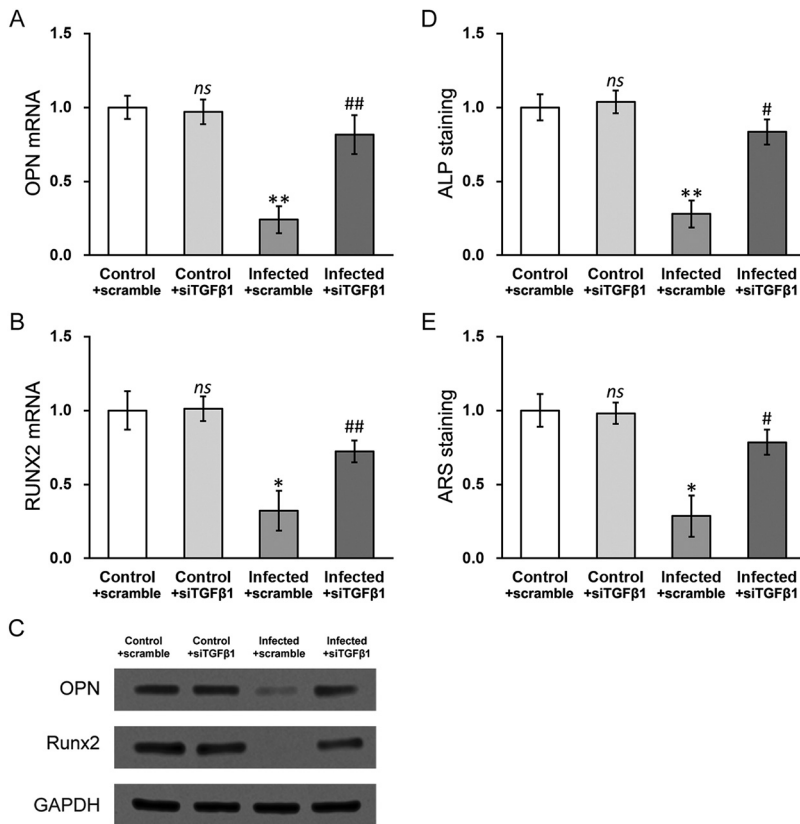 A
OPN mRNA
1.5
1.0
0.5
0.0
ns
**
##
Control +scramble
Control +siTGFβ1
Infected +scramble
Infected +siTGFβ1
D
ALP staining
1.5
1.0
0.5
0.0
ns
**
#
Control +scramble
Control +siTGFβ1
Infected +scramble
Infected +siTGFβ1
B
RUNX2 mRNA
1.5
1.0
0.5
0.0
ns
*
##
Control +scramble
Control +siTGFβ1
Infected +scramble
Infected +siTGFβ1
E
ARS staining
1.5
1.0
0.5
0.0
ns
*
#
Control +scramble
Control +siTGFβ1
Infected +scramble
Infected +siTGFβ1
C
Control +scramble
Control +siTGFβ1
Infected +scramble
Infected +siTGFβ1
OPN
Runx2
GAPDH